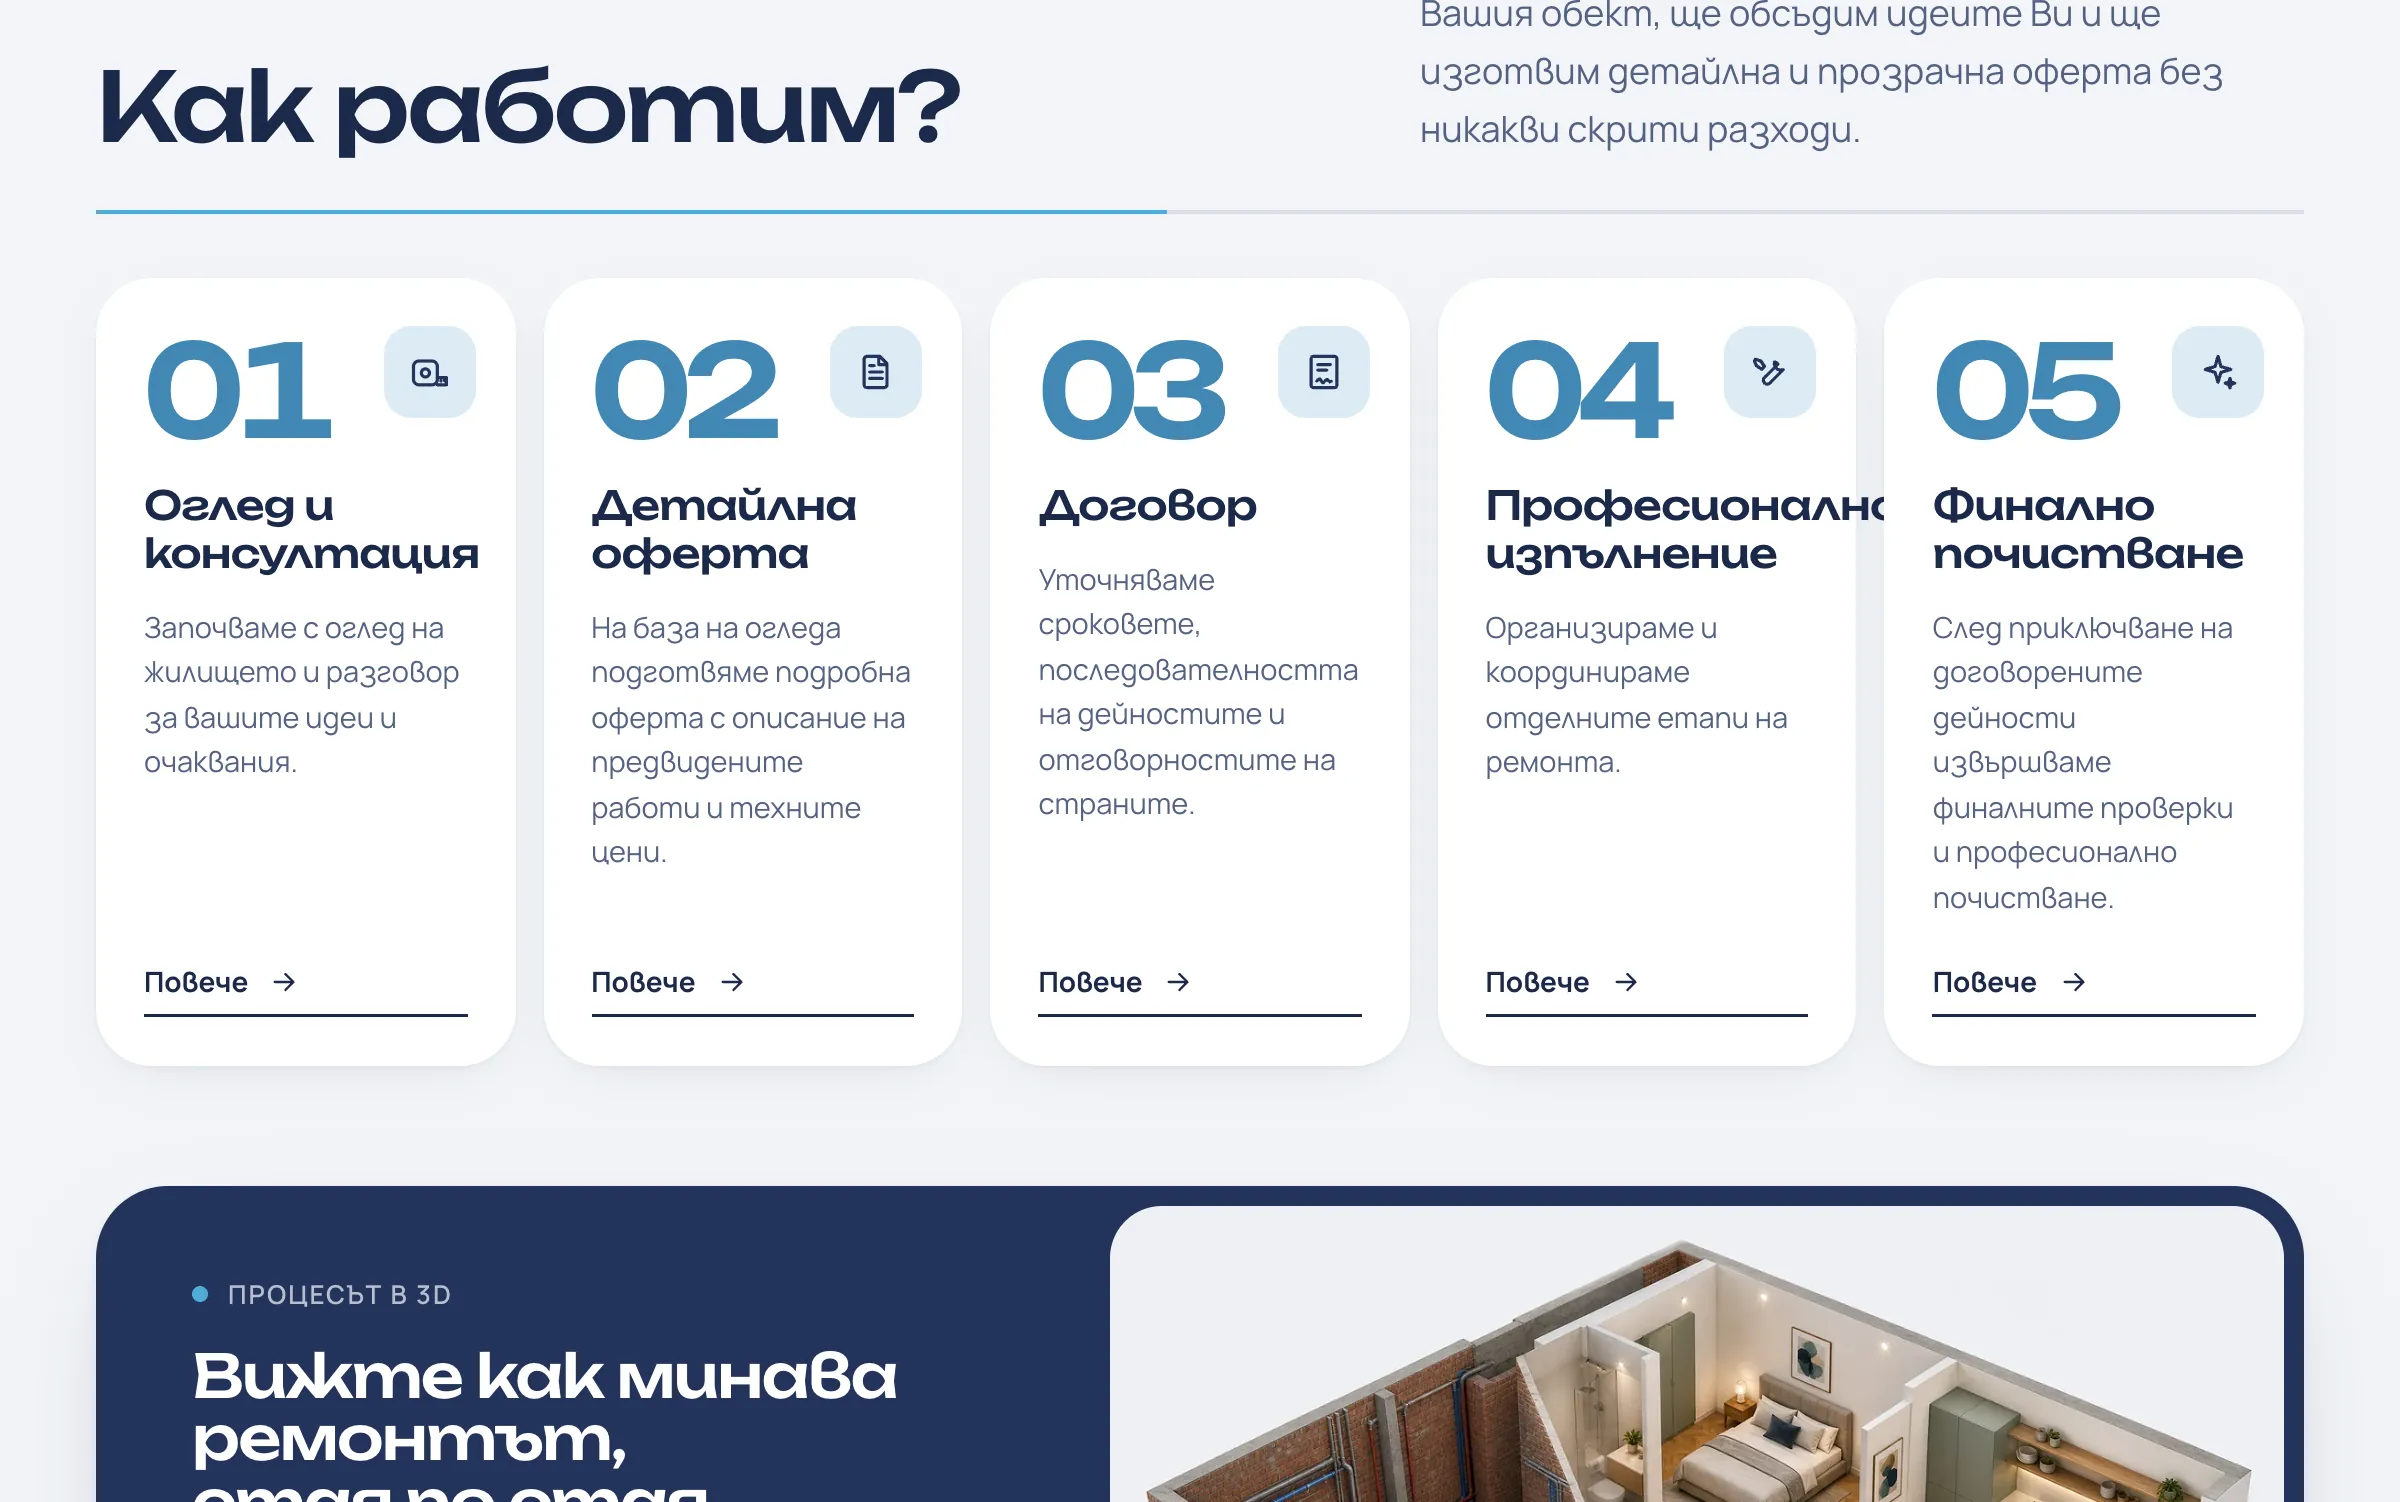 Вашия обект, ще обсъдим идеите Ви и ще
изготвим детайлна и прозрачна оферта без
никакви скрити разходи.
Как работим?
01
Оглед и
консултация
Започваме с оглед на
жилището и разговор
за вашите идеи и
очаквания.
Повече →
02
Детайлна
оферта
На база на огледа
подготвяме подробна
оферта с описание на
предвидените
работи и техните
цени.
Повече →
03
Договор
Уточняваме
сроковете,
последователността
на дейностите и
отговорностите на
страните.
Повече →
04
Професионално
изпълнение
Организираме и
координираме
отделните етапи на
ремонта.
Повече →
05
Финално
почистване
След приключване на
договорените
дейности
извършваме
финалните проверки
и професионално
почистване.
Повече →
ПРОЦЕСЪТ В 3D
Вижте как минава
ремонтът,
стая по стая